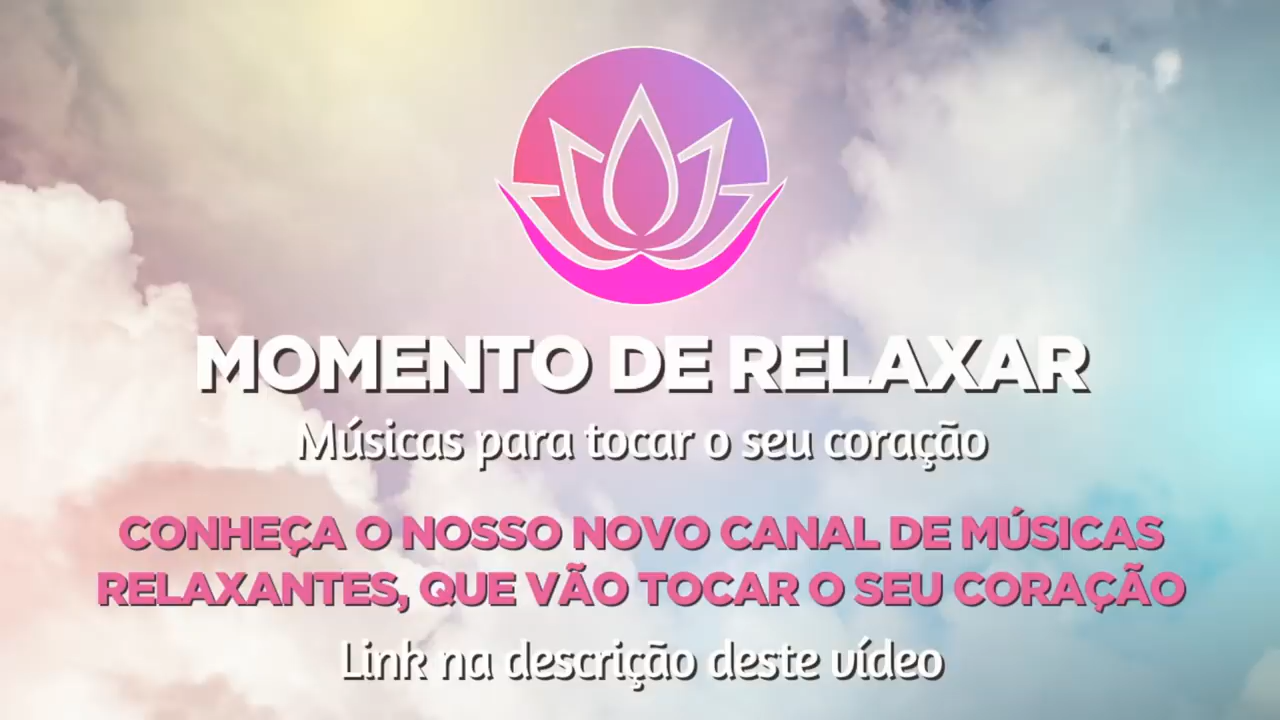 MOMENTO DE RELAXAR
Músicas para tocar o seu coração
CONHEÇA O NOSSO NOVO CANAL DE MÚSICAS
RELAXANTES, QUE VÃO TOCAR O SEU CORAÇÃO
Link na descrição deste vídeo